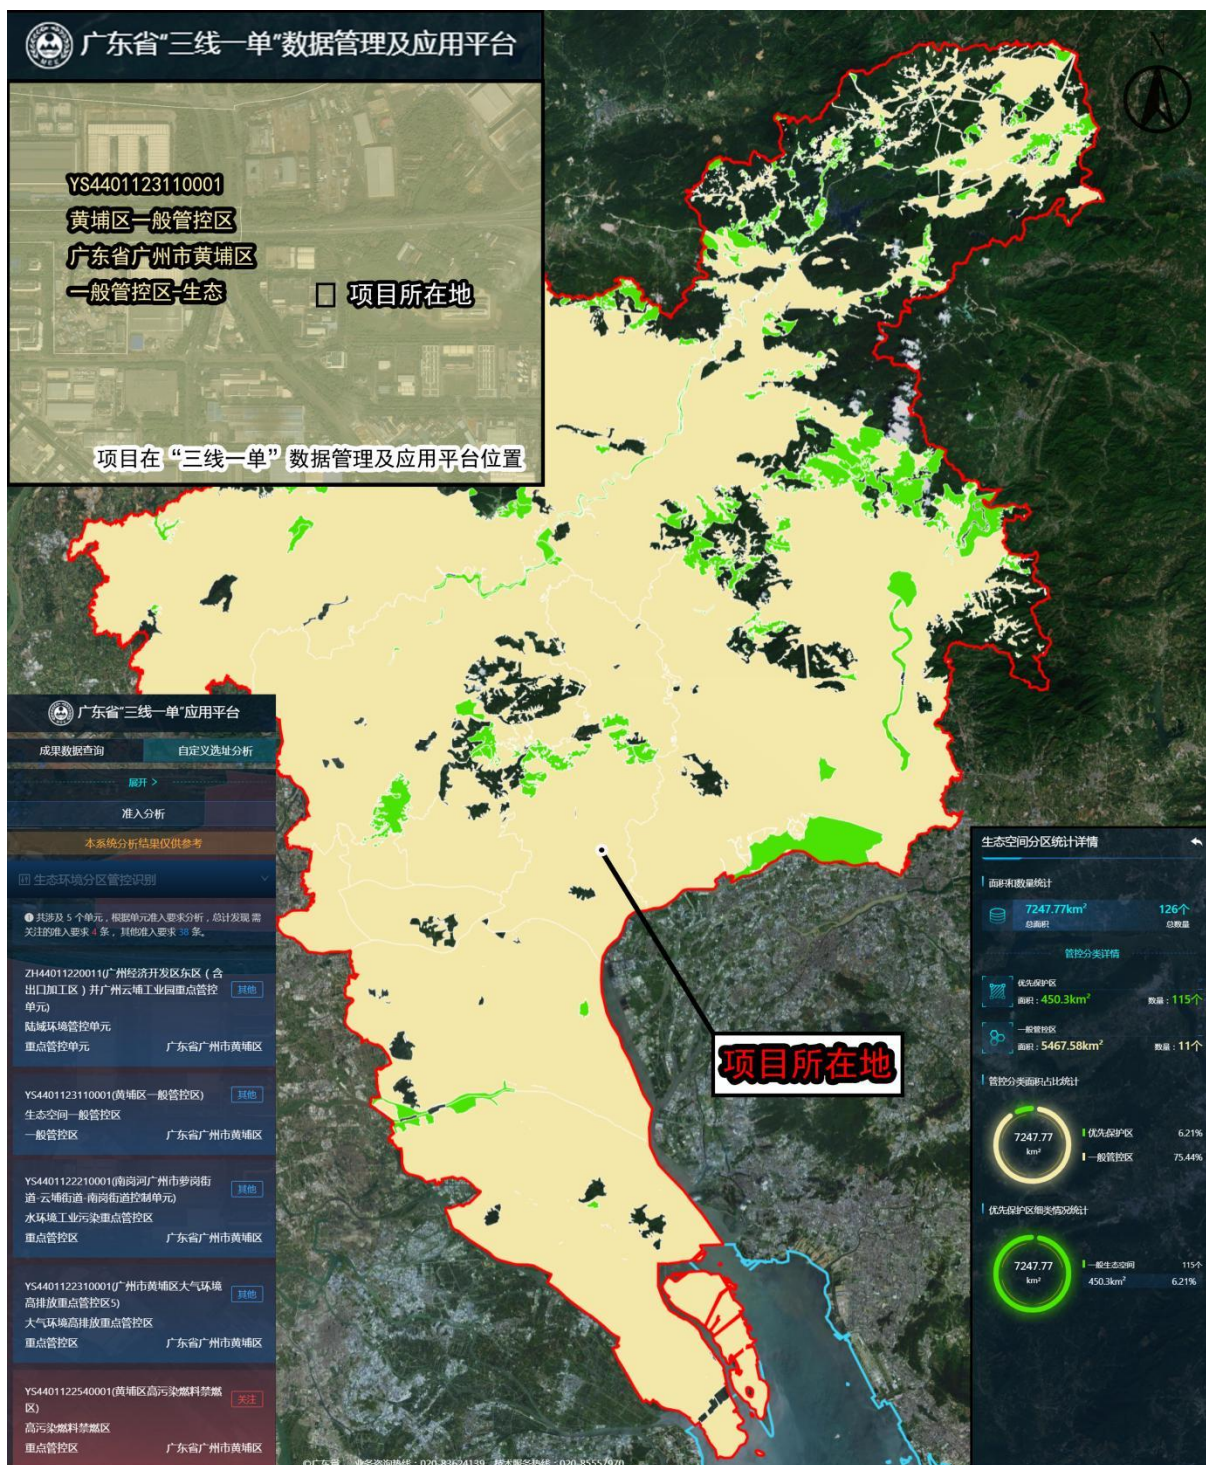 广东省"三线一单"数据管理及应用平台
N
YS4401123110001
黄埔区一般管控区
广东省广州市黄埔区
一般管控区-生态
项目所在地
项目在“三线一单”数据管理及应用平台位置
广东省"三线一单"应用平台
成果数据查询
自定义选址分析
展开 >
准入分析
本系统分析结果仅供参考
生态环境分区管控识别
共涉及 5 个单元，根据单元准入要求分析，总计发现 需
关注的准入要求 4 条，其他准入要求 38 条。
ZH44011220011(广州经济开发区东区（含
出口加工区）并广州云埔工业园重点管控
单元)
其他
陆域环境管控单元
重点管控单元
广东省广州市黄埔区
YS4401123110001(黄埔区一般管控区)
其他
生态空间一般管控区
一般管控区
广东省广州市黄埔区
YS4401122210001(南岗河广州市萝岗街
道-云埔街道-南岗街道控制单元)
其他
水环境工业污染重点管控区
重点管控区
广东省广州市黄埔区
YS4401122310001(广州市黄埔区大气环境
高排放重点管控区5)
其他
大气环境高排放重点管控区
重点管控区
广东省广州市黄埔区
YS4401122540001(黄埔区高污染燃料禁燃
区)
关注
高污染燃料禁燃区
重点管控区
广东省广州市黄埔区
项目所在地
生态空间分区统计详情
面积和数量统计
7247.77km²
126个
总面积
总数量
管控分类详情
优先保护区
面积：450.3km²
数量：115个
一般管控区
面积：5467.58km²
数量：11个
管控分类面积占比统计
7247.77
km²
优先保护区
6.21%
一般管控区
75.44%
优先保护区细类情况统计
7247.77
km²
一般生态空间
115个
450.3km²
6.21%
业务咨询热线：020-83624139
技术服务热线：020-85557970